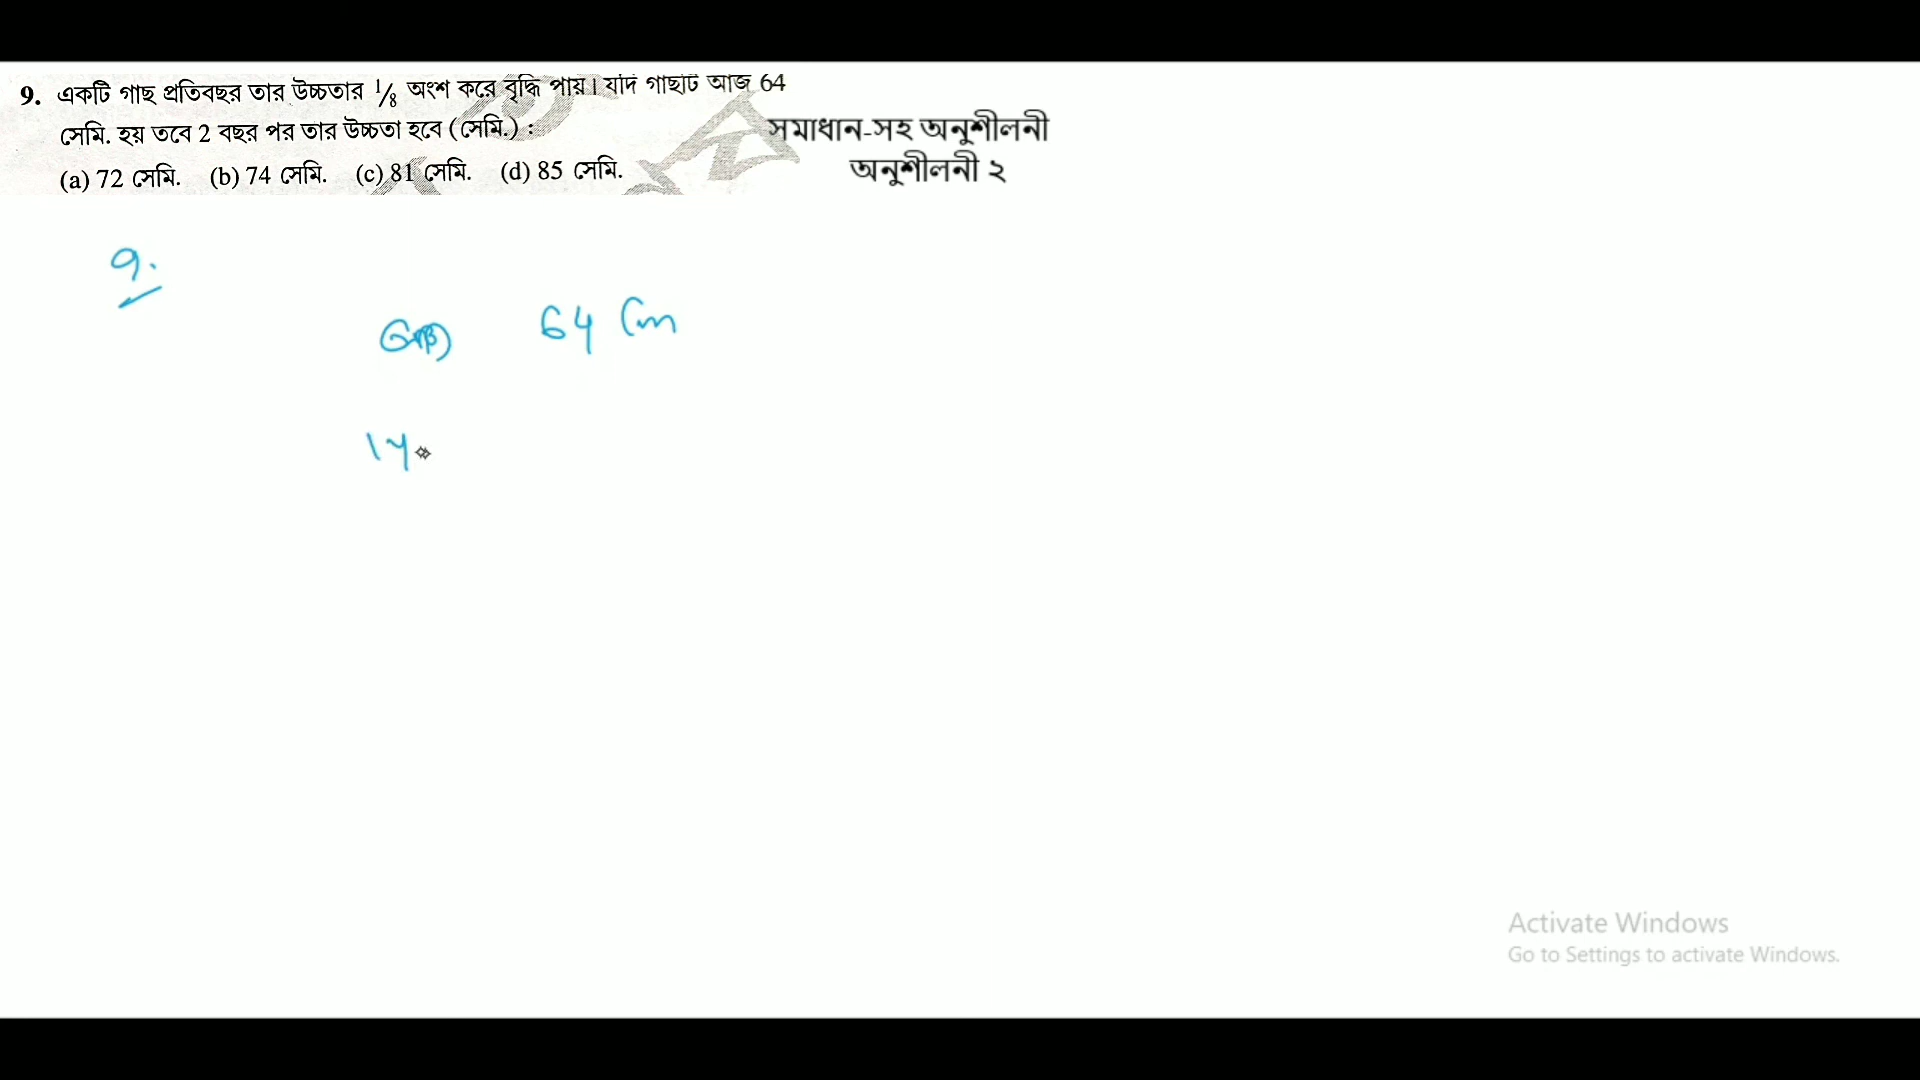 9. একটি গাছ প্রতিবছর তার উচ্চতার 1/8 অংশ করে বৃদ্ধি পায়। যদি গাছটি আজ 64
সেমি. হয় তবে 2 বছর পর তার উচ্চতা হবে (সেমি.) :
(a) 72 সেমি. (b) 74 সেমি. (c) 81 সেমি. (d) 85 সেমি.
সমাধান-সহ অনুশীলনী
অনুশীলনী ২
9.
64 cm
1y
Activate Windows
Go to Settings to activate Windows.